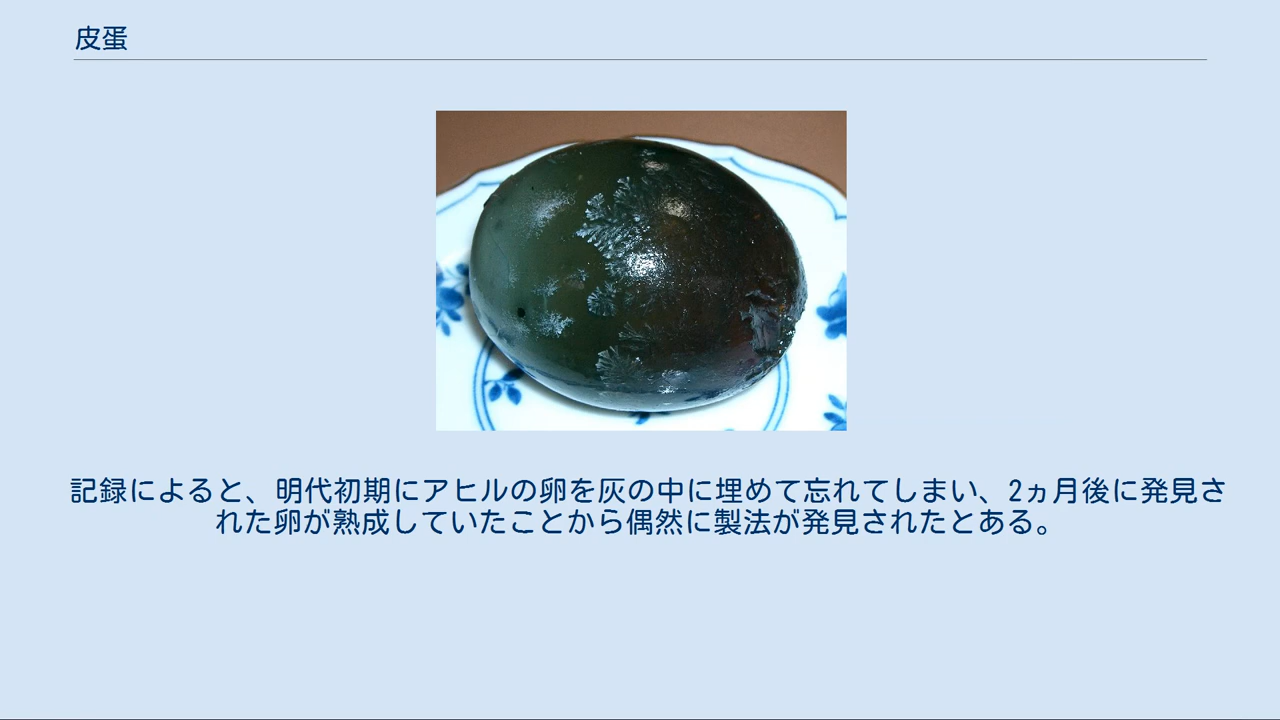 皮蛋
記録によると、明代初期にアヒルの卵を灰の中に埋めて忘れてしまい、2ヵ月後に発見さ
れた卵が熟成していたことから偶然に製法が発見されたとある。